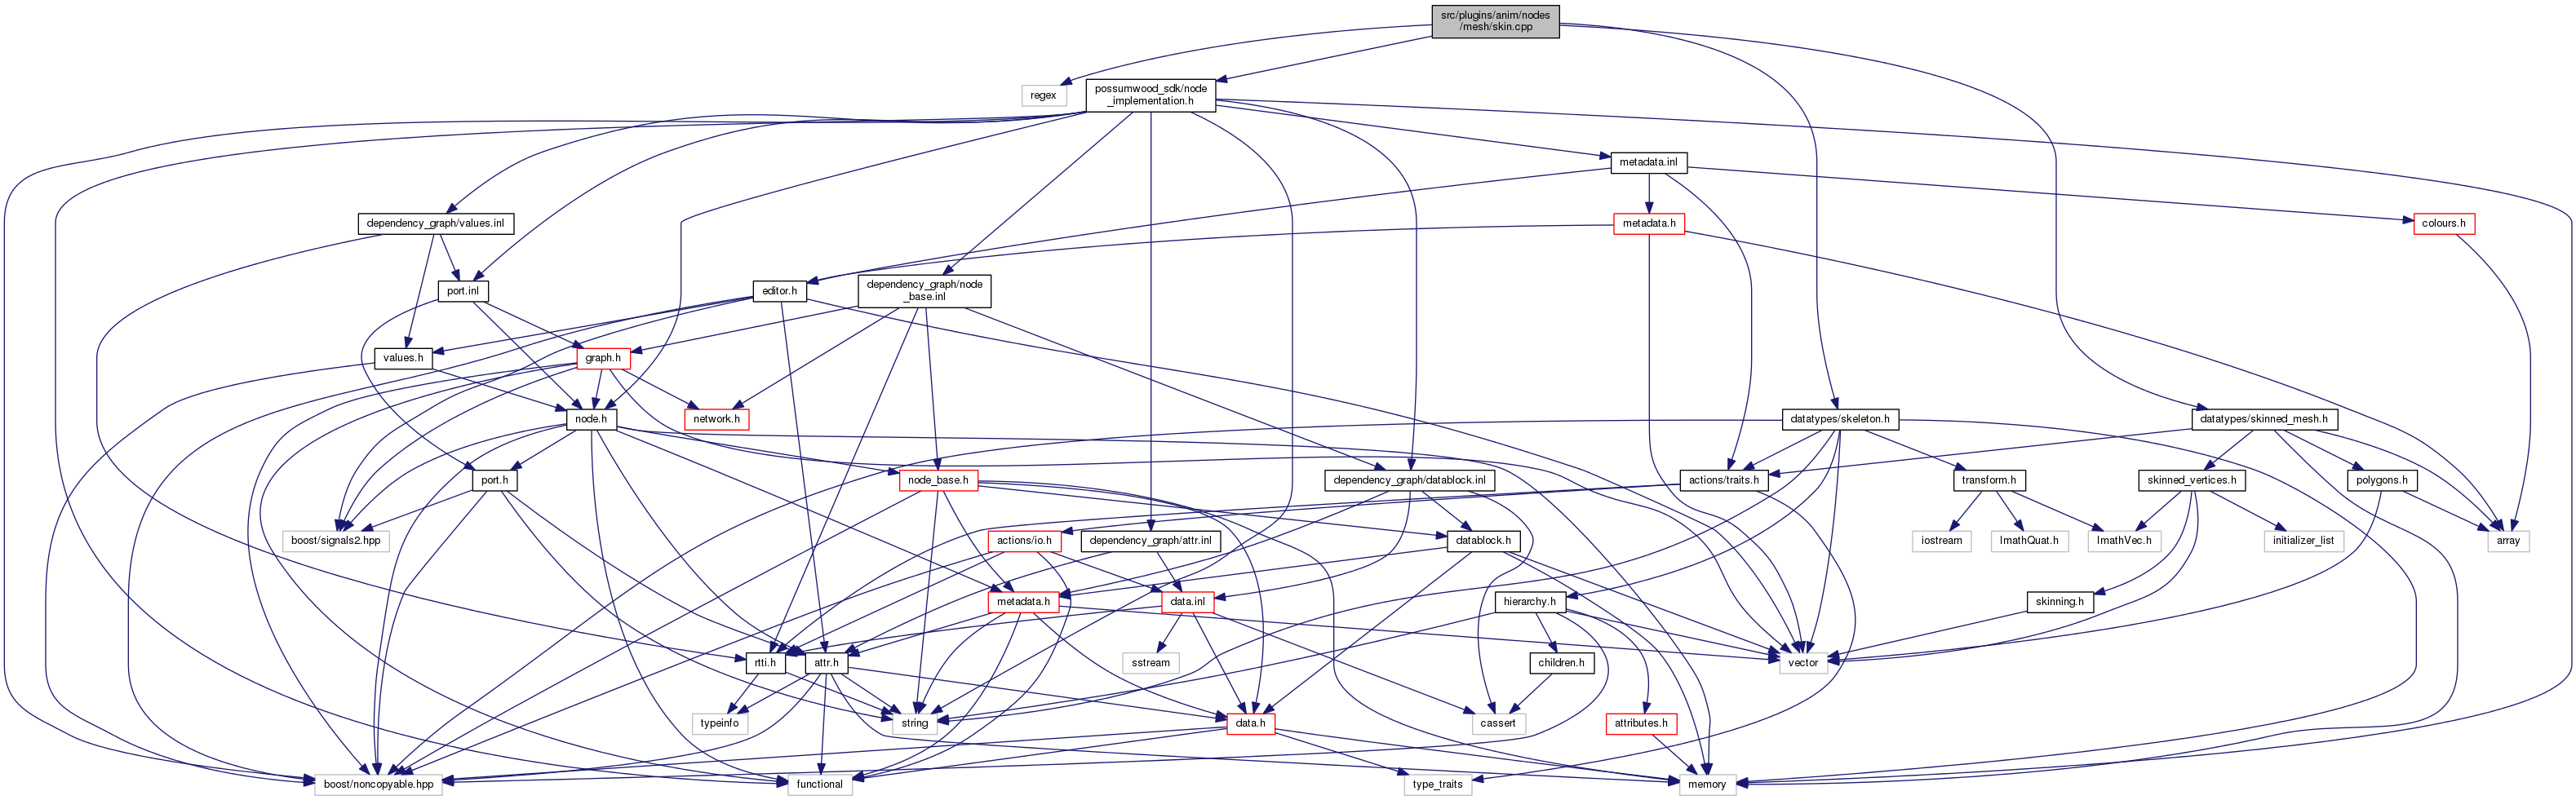 src/plugins/anim/nodes
/mesh/skin.cpp
regex
possumwood_sdk/node
_implementation.h
metadata.inl
dependency_graph/values.inl
metadata.h
colours.h
port.inl
editor.h
dependency_graph/node
_base.inl
values.h
graph.h
node.h
network.h
datatypes/skeleton.h
datatypes/skinned_mesh.h
port.h
node_base.h
dependency_graph/datablock.inl
actions/traits.h
transform.h
skinned_vertices.h
polygons.h
boost/signals2.hpp
actions/io.h
dependency_graph/attr.inl
datablock.h
iostream
ImathQuat.h
ImathVec.h
initializer_list
array
metadata.h
data.inl
hierarchy.h
skinning.h
rtti.h
attr.h
sstream
children.h
vector
typeinfo
string
data.h
cassert
attributes.h
boost/noncopyable.hpp
functional
type_traits
memory